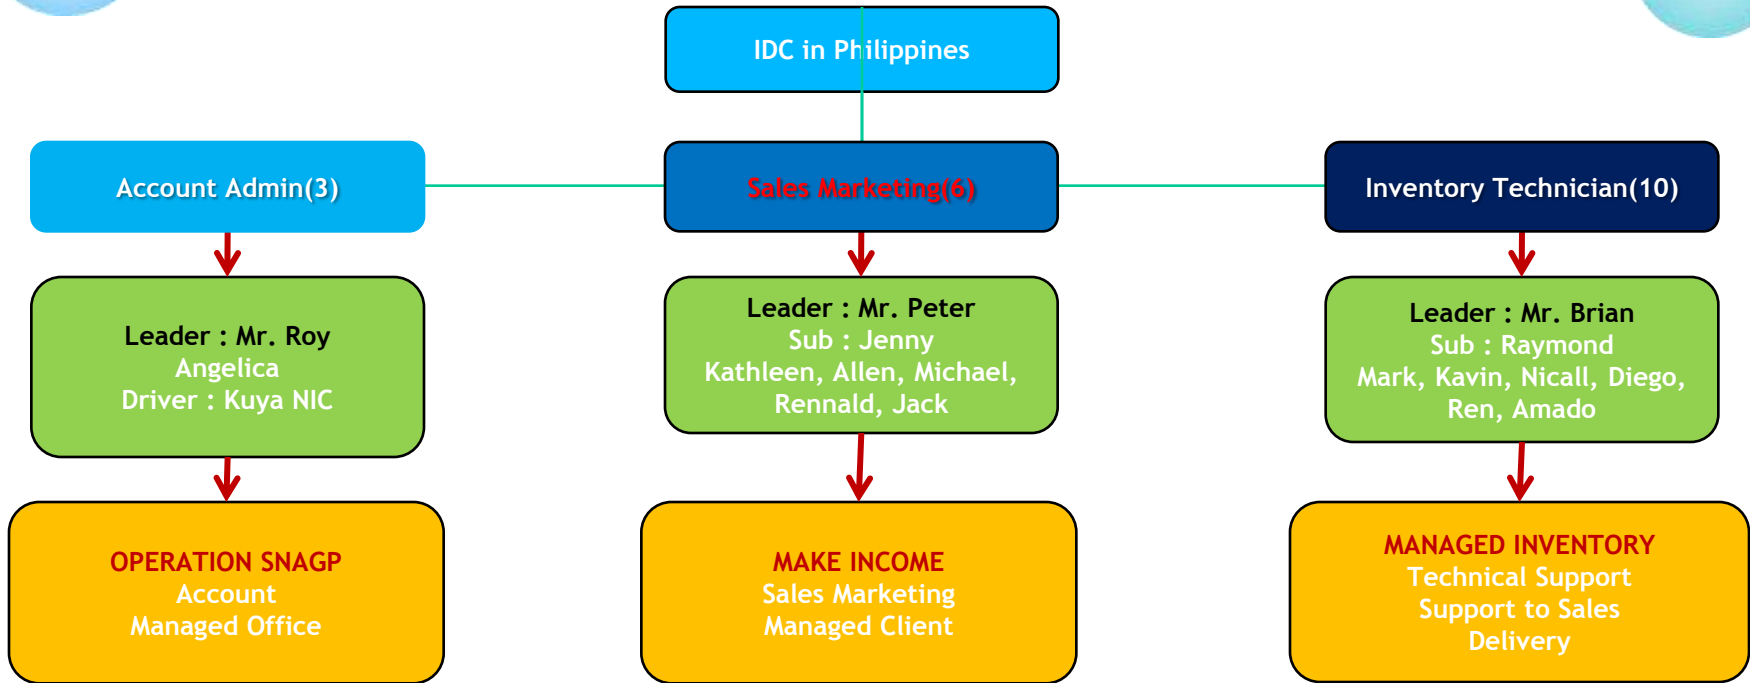 IDC in Philippines
Account Admin(3)
Sales Marketing(6)
Inventory Technician(10)
Leader : Mr. Roy
Angelica
Driver : Kuya NIC
Leader : Mr. Peter
Sub : Jenny
Kathleen, Allen, Michael,
Rennald, Jack
Leader : Mr. Brian
Sub : Raymond
Mark, Kavin, Nicall, Diego,
Ren, Amado
OPERATION SNAGP
Account
Managed Office
MAKE INCOME
Sales Marketing
Managed Client
MANAGED INVENTORY
Technical Support
Support to Sales
Delivery